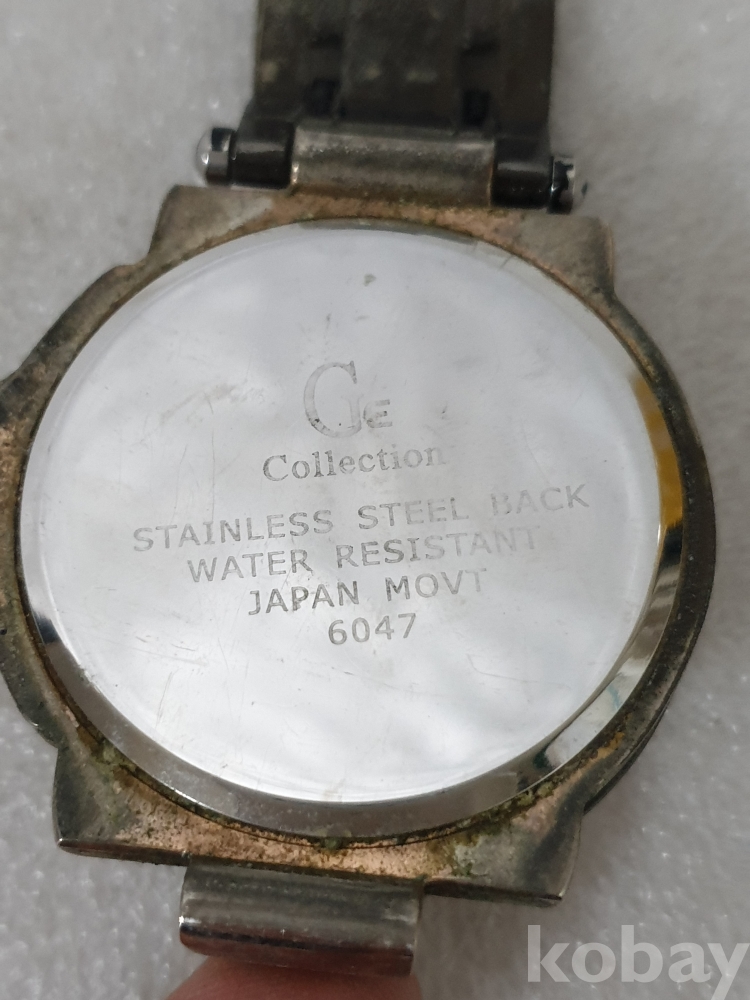 GE
Collection
STAINLESS STEEL BACK
WATER RESISTANT
JAPAN MOVT
6047
kobay